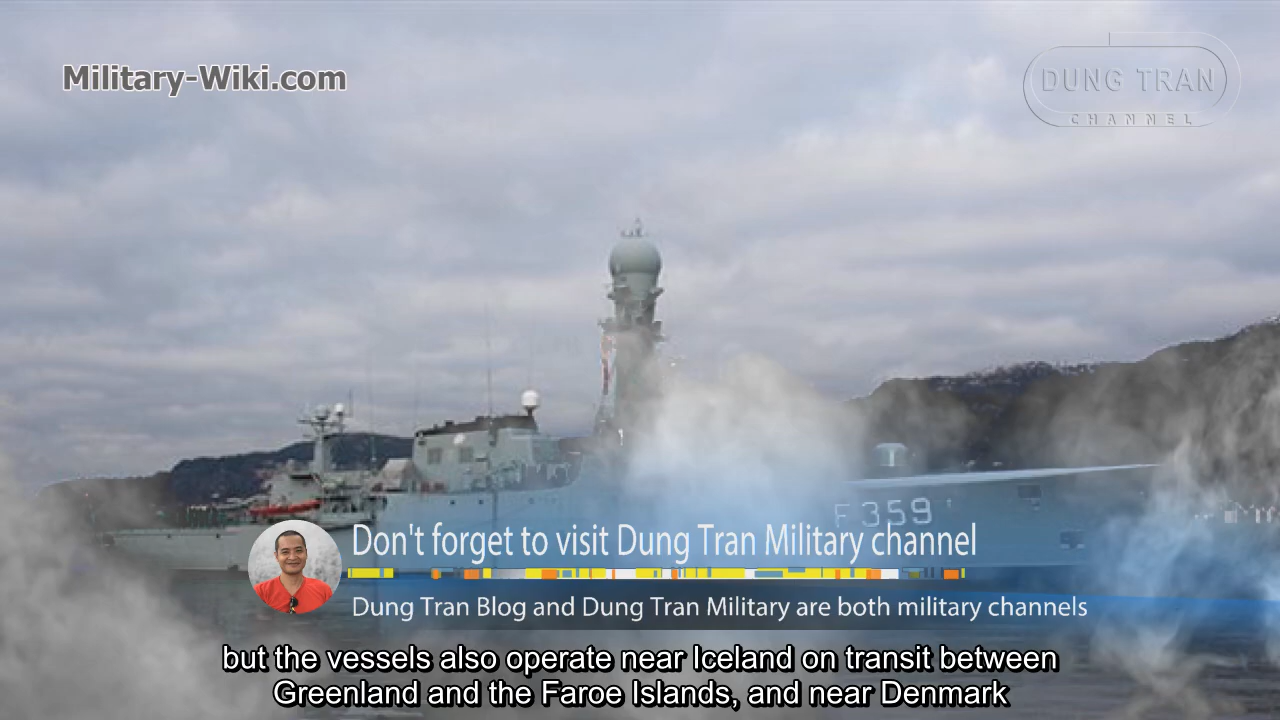 Military-Wiki.com
DUNG TRAN
CHANNEL
F359
Don't forget to visit Dung Tran Military channel
Dung Tran Blog and Dung Tran Military are both military channels
but the vessels also operate near Iceland on transit between
Greenland and the Faroe Islands, and near Denmark